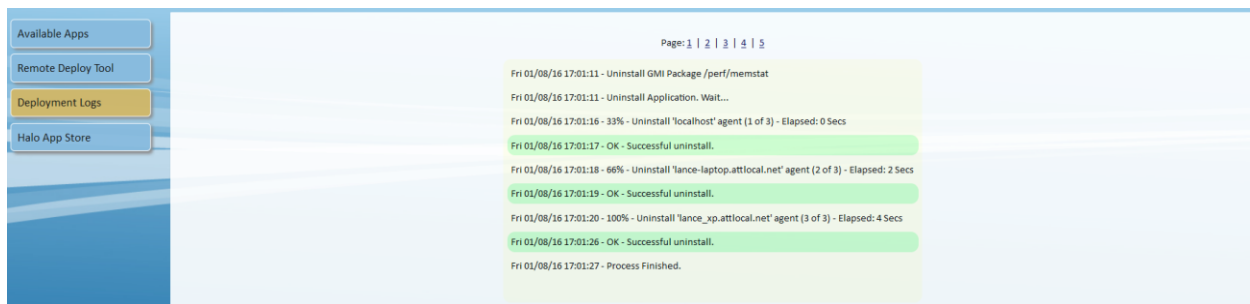 Available Apps
Remote Deploy Tool
Deployment Logs
Halo App Store
Page: 1 | 2 | 3 | 4 | 5
Fri 01/08/16 17:01:11 - Uninstall GMI Package /perf/memstat
Fri 01/08/16 17:01:11 - Uninstall Application. Wait...
Fri 01/08/16 17:01:16 - 33% - Uninstall 'localhost' agent (1 of 3) - Elapsed: 0 Secs
Fri 01/08/16 17:01:17 - OK - Successful uninstall.
Fri 01/08/16 17:01:18 - 66% - Uninstall 'lance-laptop.attlocal.net' agent (2 of 3) - Elapsed: 2 Secs
Fri 01/08/16 17:01:19 - OK - Successful uninstall.
Fri 01/08/16 17:01:20 - 100% - Uninstall 'lance_xp.attlocal.net' agent (3 of 3) - Elapsed: 4 Secs
Fri 01/08/16 17:01:26 - OK - Successful uninstall.
Fri 01/08/16 17:01:27 - Process Finished.